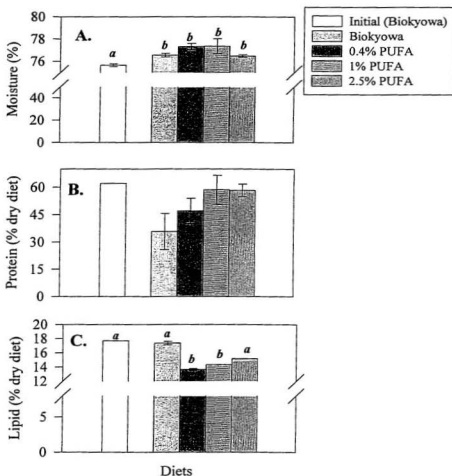 Initial (Biokyowa)
Biokyowa
0.4% PUFA
1% PUFA
2.5% PUFA
A.
Moisture (%)
80
78
76
40
20
0
a
b
b
b
b
B.
Protein (% dry diet)
60
45
30
15
0
C.
Lipid (% dry diet)
20
18
16
14
12
5
0
a
a
b
b
a
Diets